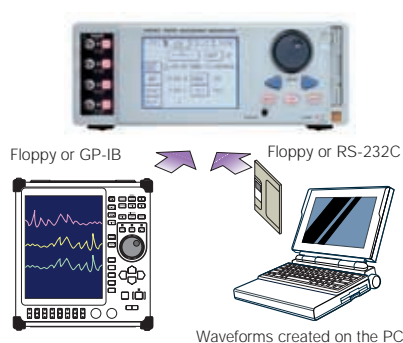 Floppy or GP-IB
Floppy or RS-232C
Waveforms created on the PC